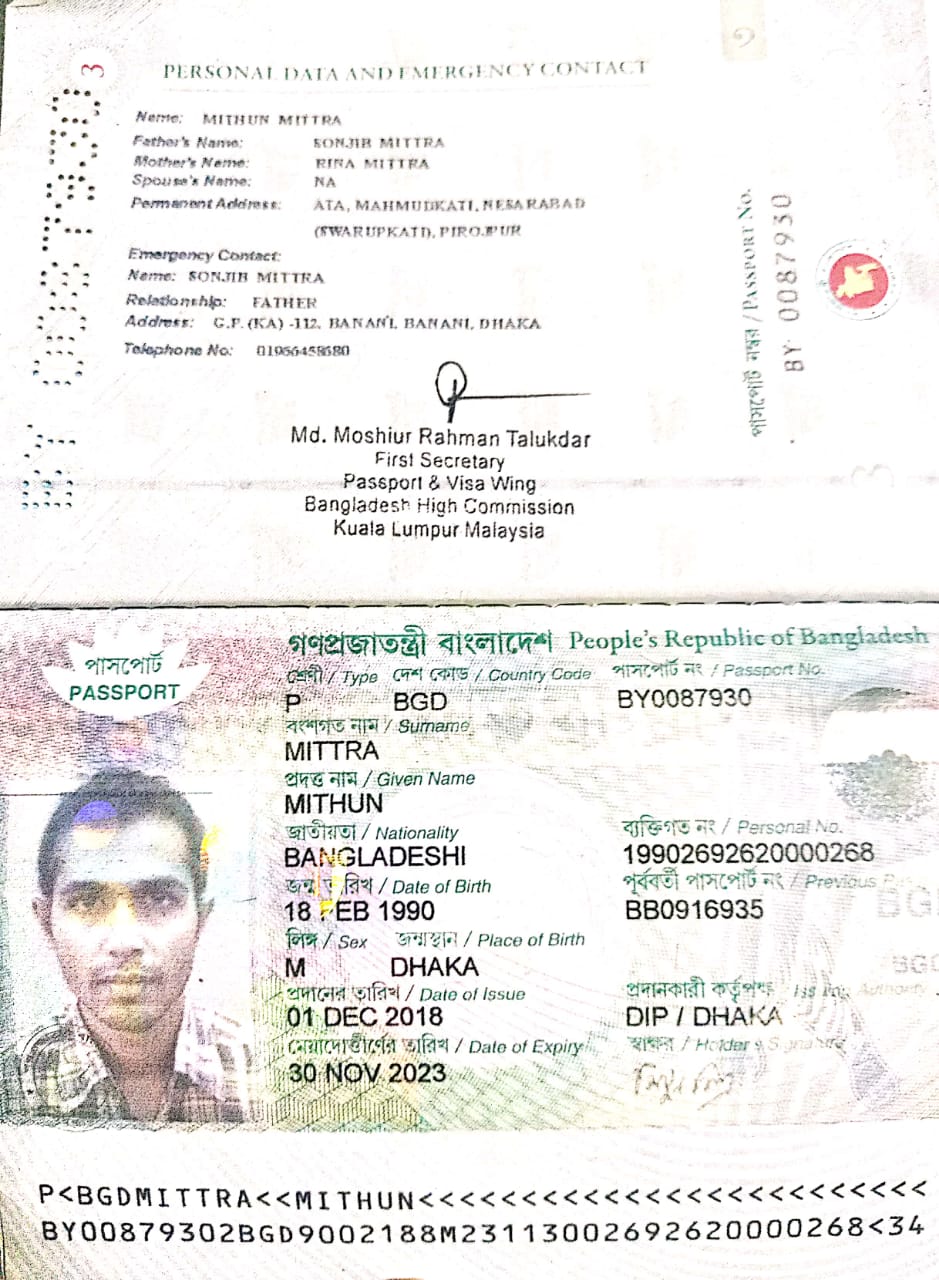 3
PERSONAL DATA AND EMERGENCY CONTACT
Name: MITHUN MITTRA
Father's Name: SONJIB MITTRA
Mother's Name: RINA MITTRA
Spouse's Name: NA
Permanent Address: ATA, MAHMUDKATI, NESARABAD
(SWARUPKATI), PIROJPUR
Emergency Contact:
Name: SONJIB MITTRA
Relationship: FATHER
Address: G.P. (KA) -112, BANANI, BANANI, DHAKA
Telephone No:
পাসপোর্ট নম্বর / PASSPORT No.
BY 0087930
Md. Moshiur Rahman Talukdar
First Secretary
Passport & Visa Wing
Bangladesh High Commission
Kuala Lumpur Malaysia
গণপ্রজাতন্ত্রী বাংলাদেশ People's Republic of Bangladesh
পাসপোর্ট
PASSPORT
শ্রেণী / Type দেশ কোড / Country Code পাসপোর্ট নং / Passport No.
P BGD BY0087930
বংশগত নাম / Surname
MITTRA
প্রদত্ত নাম / Given Name
MITHUN
জাতীয়তা / Nationality ব্যক্তিগত নং / Personal No.
BANGLADESHI 19902692620000268
জন্ম তারিখ / Date of Birth পূর্ববর্তী পাসপোর্ট নং / Previous
18 FEB 1990 BB0916935
লিঙ্গ / Sex জন্মস্থান / Place of Birth
M DHAKA
প্রদানের তারিখ / Date of Issue প্রদানকারী কর্তৃপক্ষ / Issuing Authority
01 DEC 2018 DIP / DHAKA
মেয়াদোত্তীর্ণের তারিখ / Date of Expiry স্বাক্ষর / Holder's Signature
30 NOV 2023
P<BGDMITTRA<<MITHUN<<<<<<<<<<<<<<<<<<<<<<<<<
BY00879302BGD9002188M23113002692620000268<34